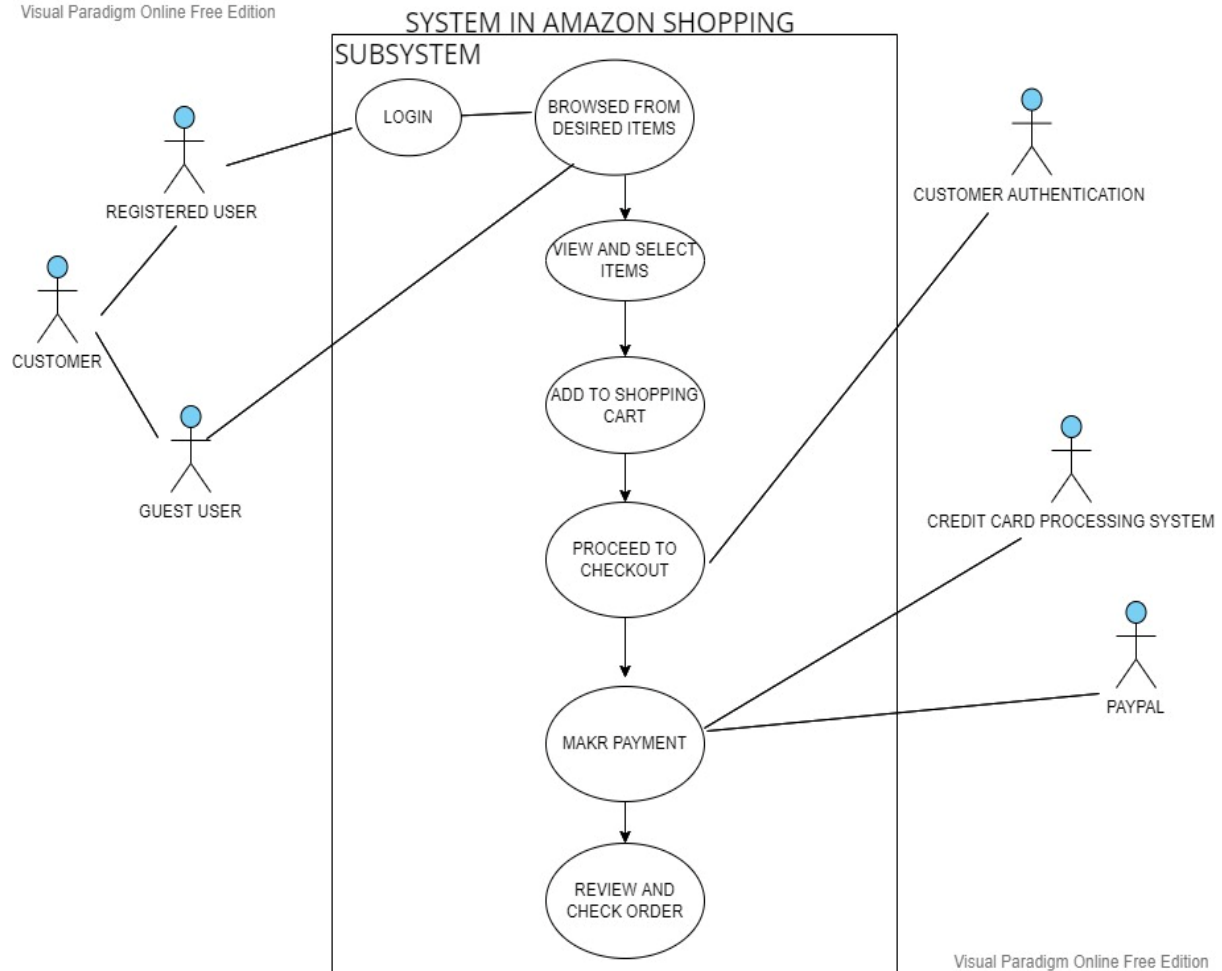 Visual Paradigm Online Free Edition
SYSTEM IN AMAZON SHOPPING
SUBSYSTEM
LOGIN
BROWSED FROM
DESIRED ITEMS
REGISTERED USER
CUSTOMER AUTHENTICATION
VIEW AND SELECT
ITEMS
CUSTOMER
ADD TO SHOPPING
CART
GUEST USER
CREDIT CARD PROCESSING SYSTEM
PROCEED TO
CHECKOUT
PAYPAL
MAKR PAYMENT
REVIEW AND
CHECK ORDER
Visual Paradigm Online Free Edition